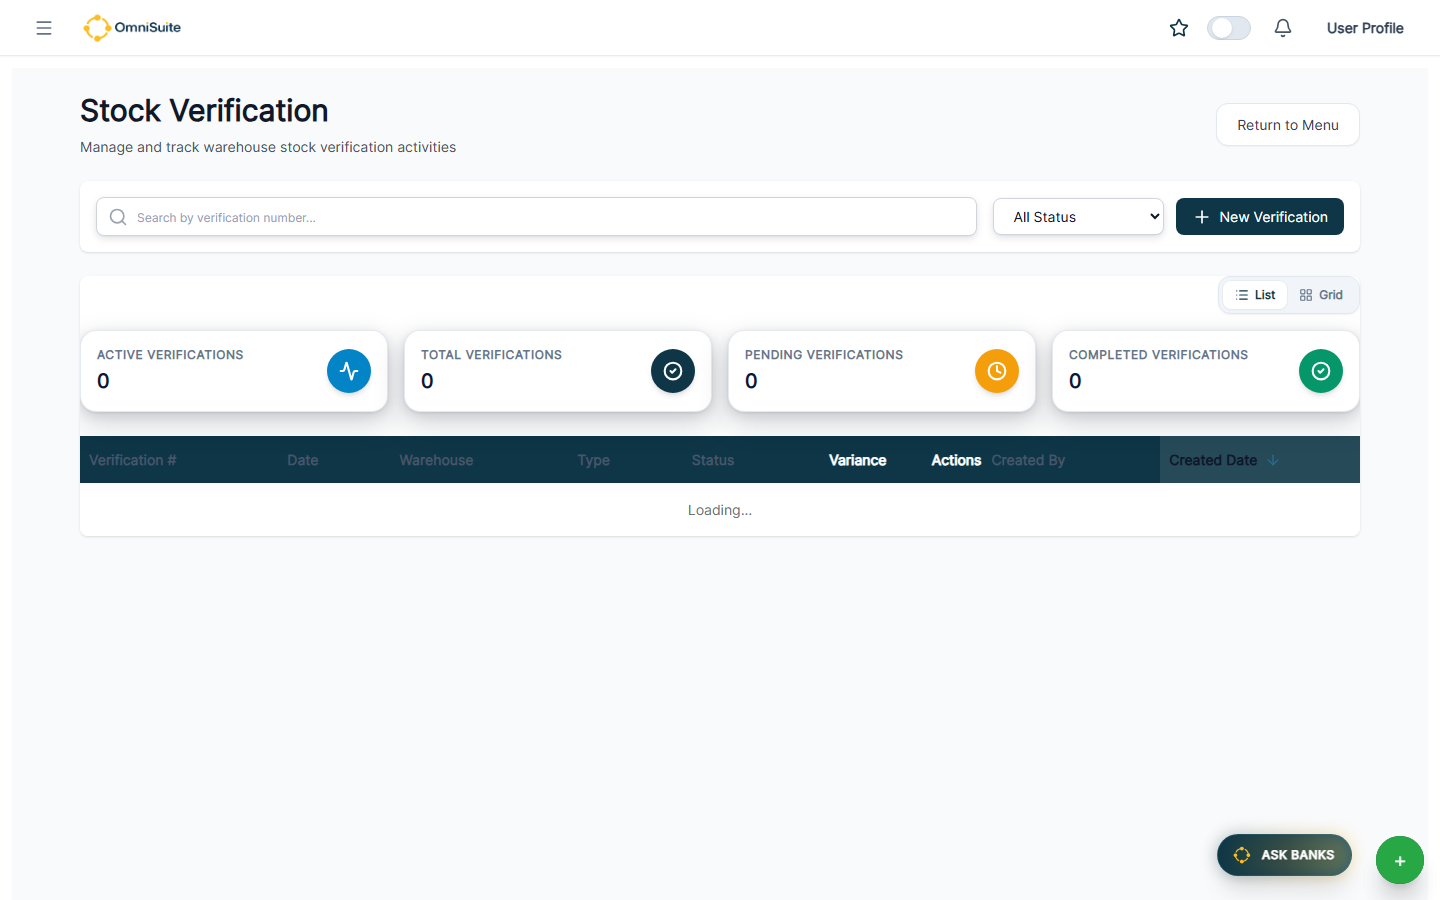 OmniSuite
User Profile
Stock Verification
Manage and track warehouse stock verification activities
Return to Menu
Search by verification number...
All Status
New Verification
List
Grid
ACTIVE VERIFICATIONS
0
TOTAL VERIFICATIONS
0
PENDING VERIFICATIONS
0
COMPLETED VERIFICATIONS
0
Verification # Date Warehouse Type Status Variance Actions Created By Created Date
Loading...
ASK BANKS
+